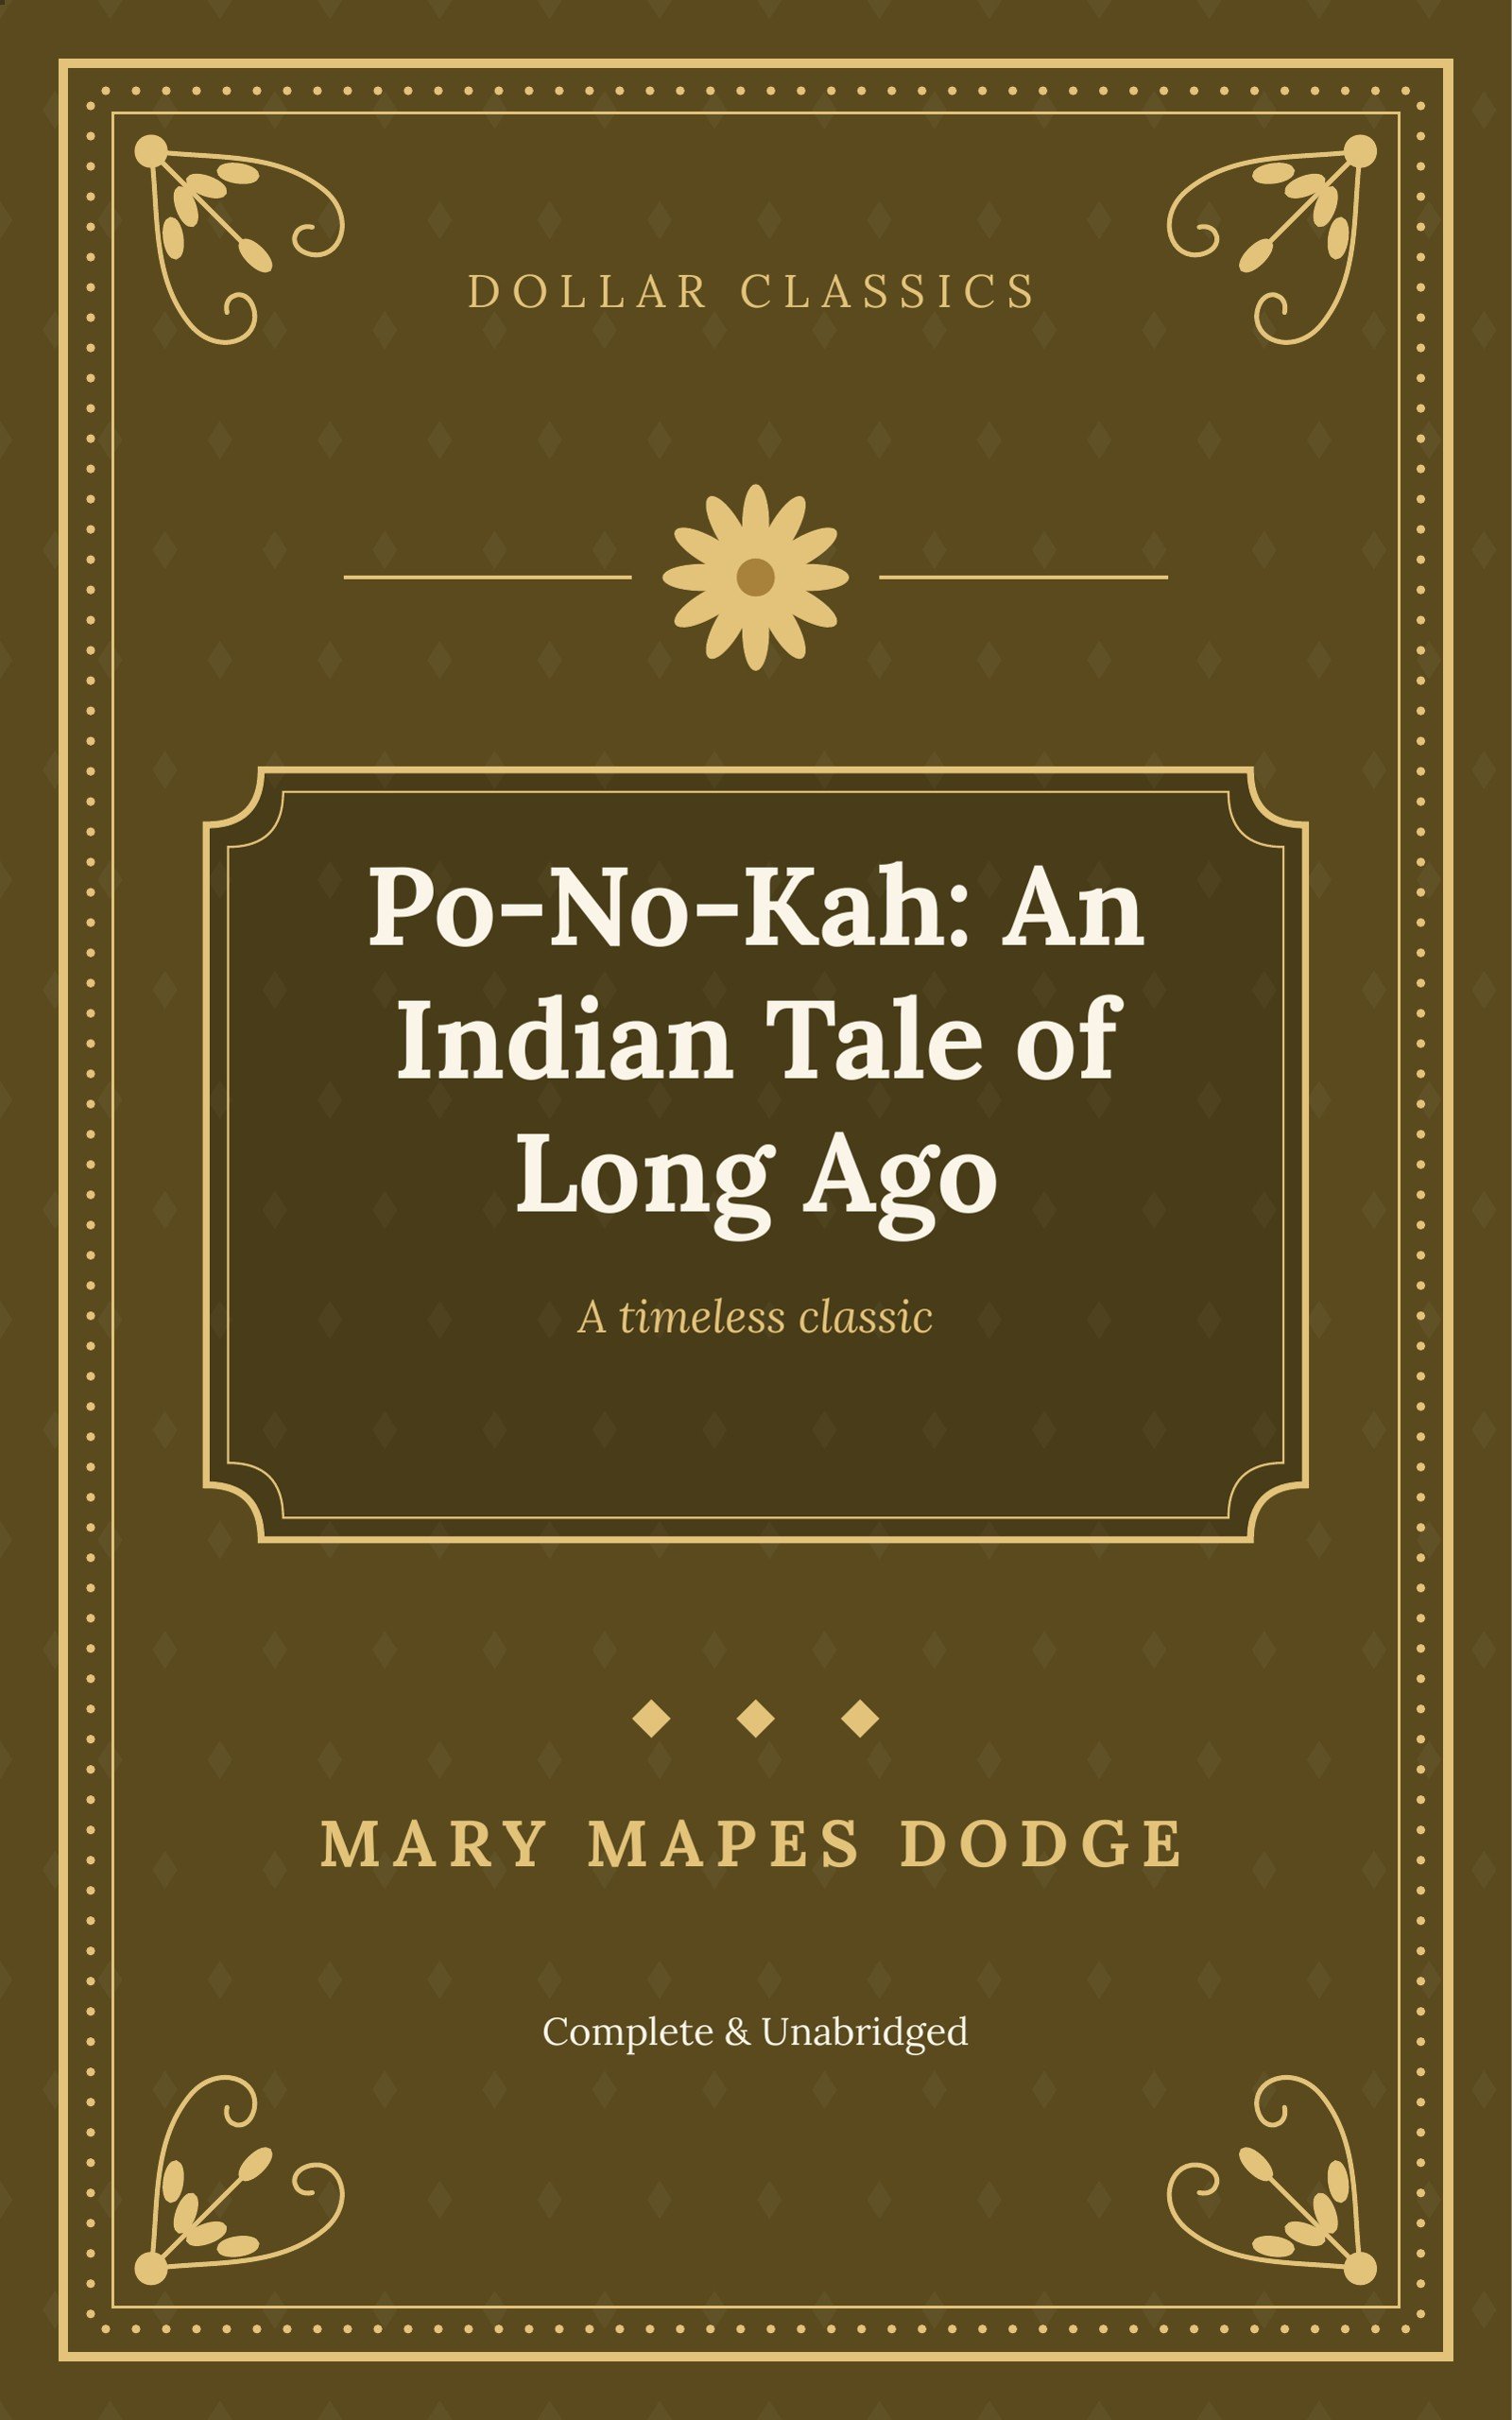 DOLLAR CLASSICS
Po-No-Kah: An
Indian Tale of
Long Ago
A timeless classic
MARY MAPES DODGE
Complete & Unabridged